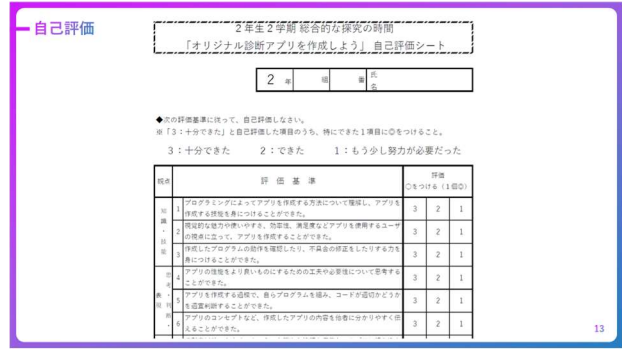 自己評価
2年生2学期 総合的な探究の時間
「オリジナル診断アプリを作成しよう」 自己評価シート
2 年 組 番 氏名
◆次の評価基準に従って、自己評価しなさい。
※「3：十分できた」と自己評価した項目のうち、特にできた1項目に◎をつけること。
3：十分できた 2：できた 1：もう少し努力が必要だった
観点 評価基準 評価
○をつける（1個◎）
知識・技能
1 プログラミングによってアプリを作成する方法について理解し、アプリを
作成する技能を身につけることができた。
3 2 1
2 視覚的な魅力や使いやすさ、効率性、満足度などアプリを使用するユーザ
の視点に立って、アプリを作成することができた。
3 2 1
3 作成したプログラムの動作を確認したり、不具合の修正をしたりする力を
身につけることができた。
3 2 1
思考・判断・表現
4 アプリの性能をより良いものにするための工夫や必要性について思考する
ことができた。
3 2 1
5 アプリを作成する過程で、自らプログラムを組み、コードが適切かどうか
を適宜判断することができた。
3 2 1
6 アプリのコンセプトなど、作成したアプリの内容を他者に分かりやすく伝
えることができた。
3 2 1
13